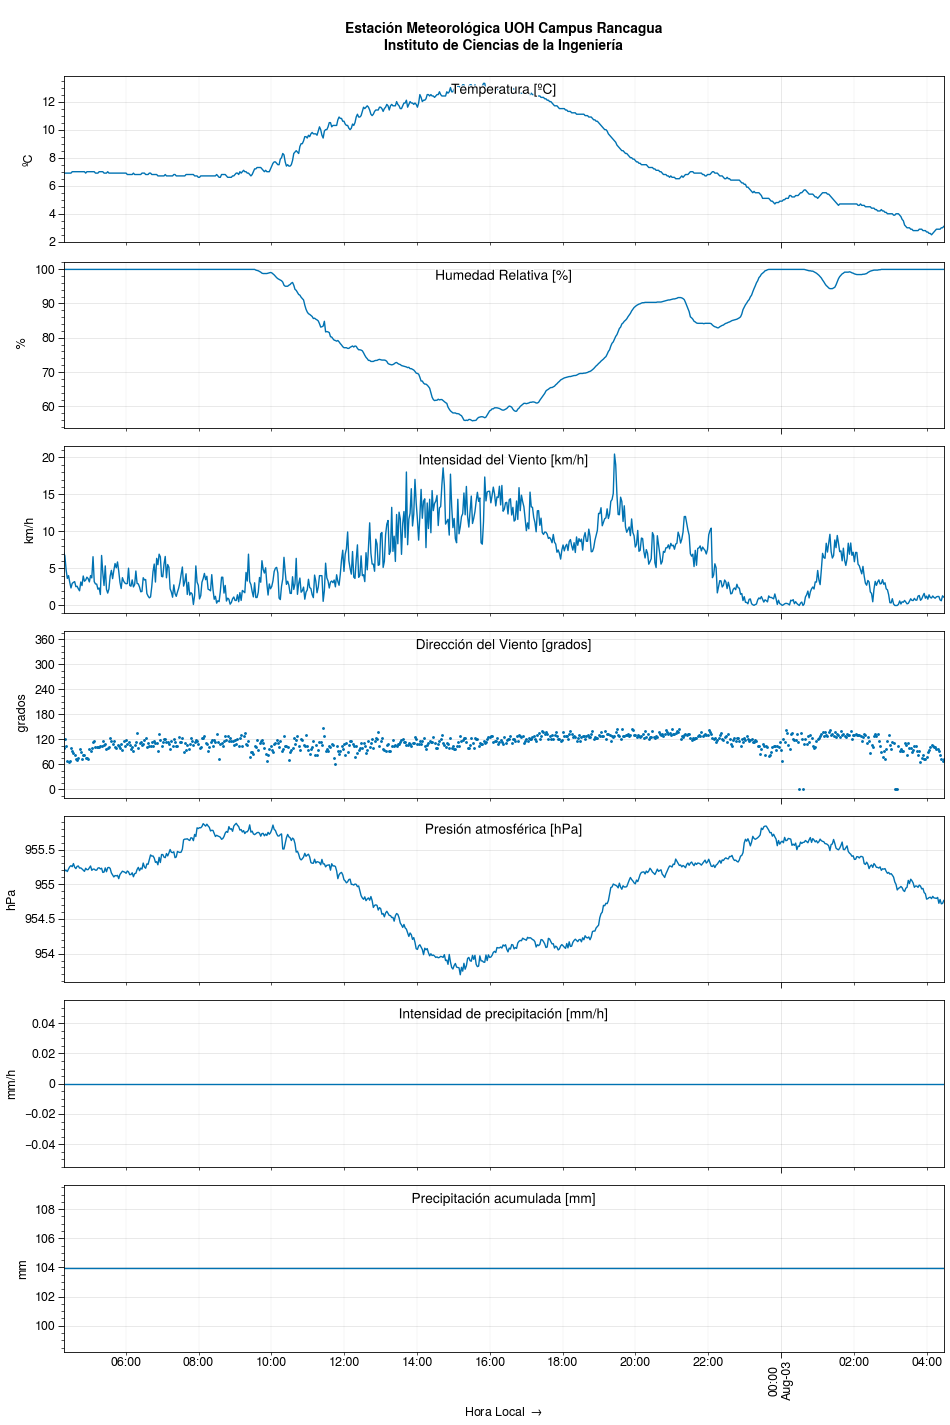 Estación Meteorológica UOH Campus Rancagua
Instituto de Ciencias de la Ingeniería
Temperatura [ºC]
ºC
12
10
8
6
4
2
Humedad Relativa [%]
%
100
90
80
70
60
Intensidad del Viento [km/h]
km/h
20
15
10
5
0
Dirección del Viento [grados]
grados
360
300
240
180
120
60
0
Presión atmosférica [hPa]
hPa
955.5
955
954.5
954
Intensidad de precipitación [mm/h]
mm/h
0.04
0.02
0
−0.02
−0.04
Precipitación acumulada [mm]
mm
108
106
104
102
100
06:00 08:00 10:00 12:00 14:00 16:00 18:00 20:00 22:00 00:00 02:00 04:00
Aug-03
Hora Local →